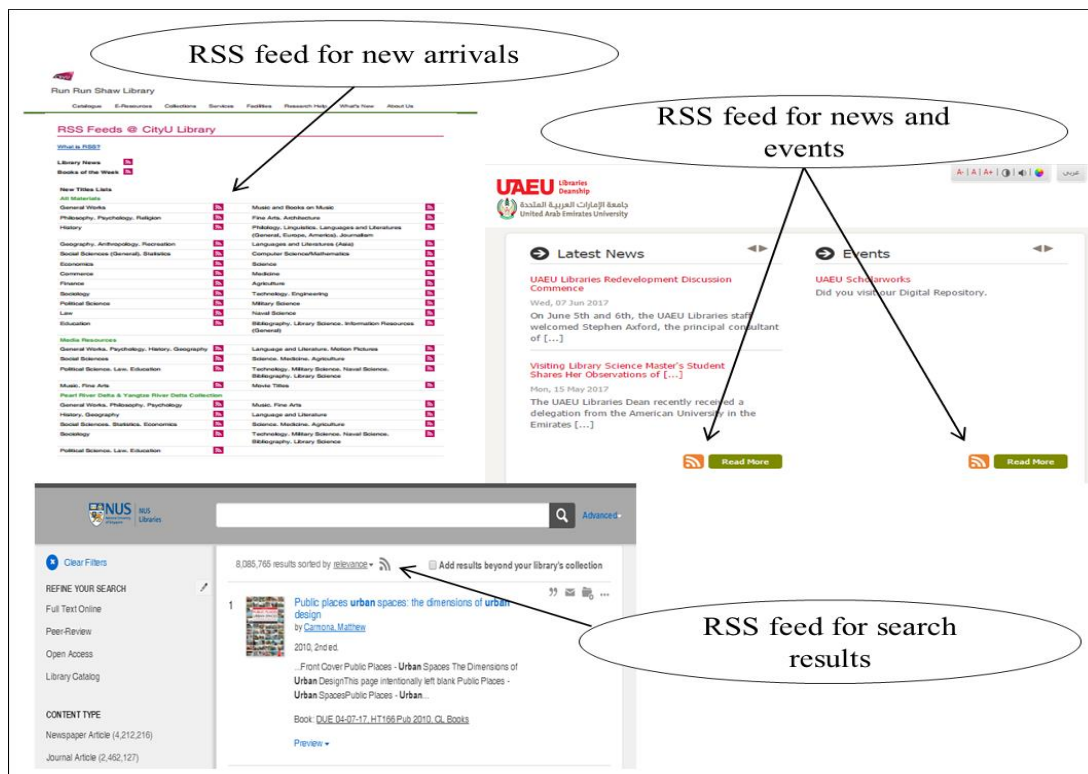 RSS feed for new arrivals
Run Run Shaw Library
Catalogue E-Resources Collections Services Facilities Research Help What's New About Us
RSS Feeds @ CityU Library
What is RSS?
Library News
Books of the Week
New Titles Lists
All Materials
General Works Music and Books on Music
Philosophy, Psychology, Religion Fine Arts, Architecture
History Philology, Linguistics, Languages and Literatures
(General, Europe, America), Journalism
Geography, Anthropology, Recreation Languages and Literatures (Asia)
Social Sciences (General), Statistics Computer Science/Mathematics
Economics Science
Commerce Medicine
Finance Agriculture
Sociology Technology, Engineering
Political Science Military Science
Law Naval Science
Education Bibliography, Library Science, Information Resources
(General)
Media Resources
General Works, Psychology, History, Geography Language and Literature, Motion Pictures
Social Sciences Science, Medicine, Agriculture
Political Science, Law, Education Technology, Military Science, Naval Science,
Bibliography, Library Science
Music, Fine Arts Movie Titles
Pearl River Delta & Yangtze River Delta Collection
General Works, Philosophy, Psychology Music, Fine Arts
History, Geography Language and Literature
Social Sciences, Statistics, Economics Science, Medicine, Agriculture
Sociology Technology, Military Science, Naval Science,
Bibliography, Library Science
Political Science, Law, Education
RSS feed for news and
events
A- | A | A+
عربي
UAEU Libraries
Deanship
جامعة الإمارات العربية المتحدة
United Arab Emirates University
Latest News
UAEU Libraries Redevelopment Discussion
Commence
Wed, 07 Jun 2017
On June 5th and 6th, the UAEU Libraries staff
welcomed Stephen Axford, the principal consultant
of [...]
Visiting Library Science Master's Student
Shares Her Observations of [...]
Mon, 15 May 2017
The UAEU Libraries Dean recently received a
delegation from the American University in the
Emirates [...]
Read More
Events
UAEU Scholarworks
Did you visit our Digital Repository.
Read More
NUS
NUS
Libraries
Advanced
Clear Filters
REFINE YOUR SEARCH
Full Text Online
Peer-Review
Open Access
Library Catalog
CONTENT TYPE
Newspaper Article (4,212,216)
Journal Article (2,462,127)
8,085,765 results sorted by relevance
Add results beyond your library's collection
1
Public places urban spaces: the dimensions of urban
design
by Carmona, Matthew
2010, 2nd ed.
...Front Cover Public Places - Urban Spaces The Dimensions of
Urban DesignThis page intentionally left blank Public Places -
Urban SpacesPublic Places - Urban...
Book: DUE 04-07-17, HT166 Pub 2010, CL Books
Preview
RSS feed for search
results